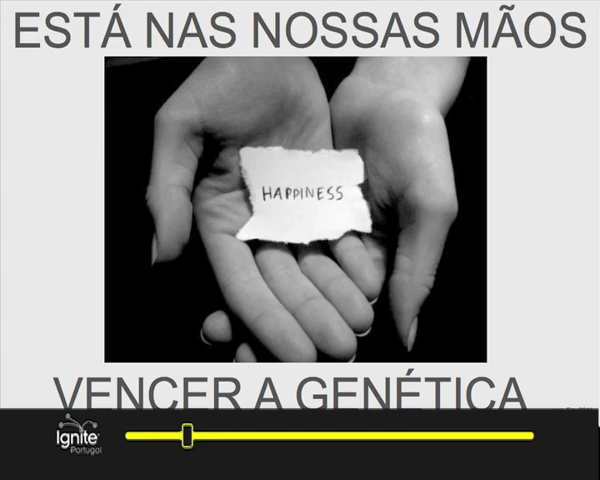 ESTÁ NAS NOSSAS MÃOS
HAPPINESS
VENCER A GENÉTICA
Ignite
Portugal